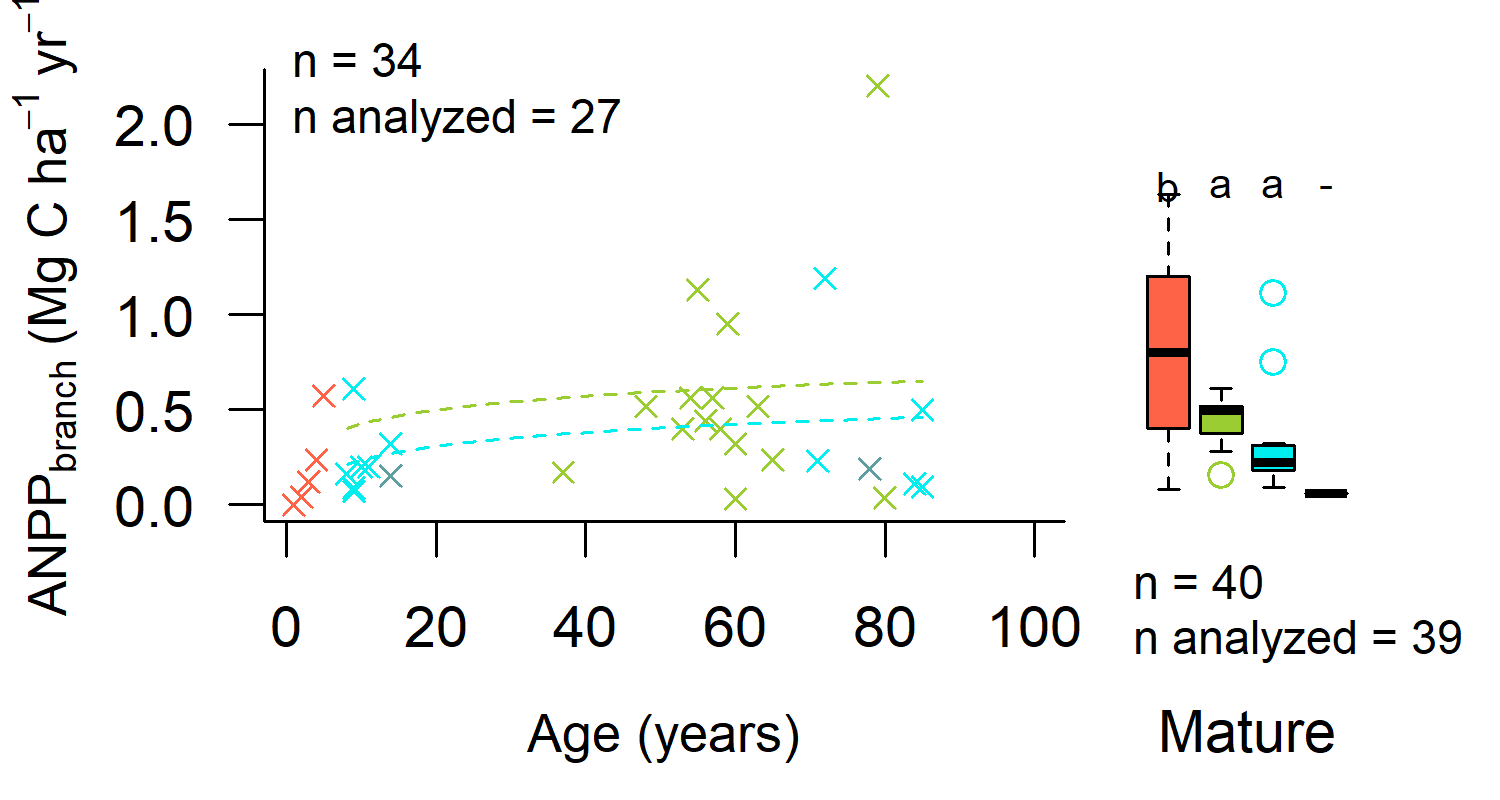 n = 34
n analyzed = 27
ANPPbranch (Mg C ha−1 yr−1
2.0
1.5
1.0
0.5
0.0
0 20 40 60 80 100
Age (years)
b a a -
n = 40
n analyzed = 39
Mature